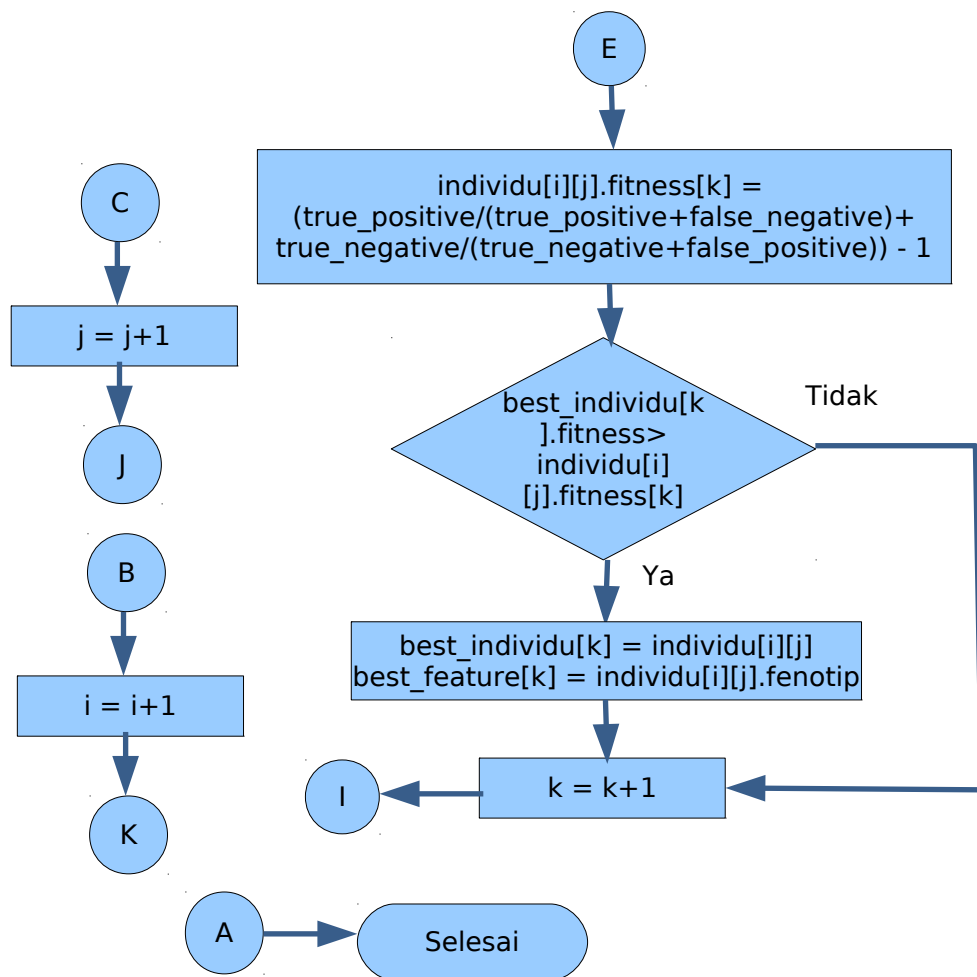 E
individu[i][j].fitness[k] =
(true_positive/(true_positive+false_negative)+
true_negative/(true_negative+false_positive)) - 1
C
j = j+1
J
best_individu[k
].fitness>
individu[i]
[j].fitness[k]
Tidak
Ya
B
i = i+1
K
best_individu[k] = individu[i][j]
best_feature[k] = individu[i][j].fenotip
k = k+1
I
A
Selesai